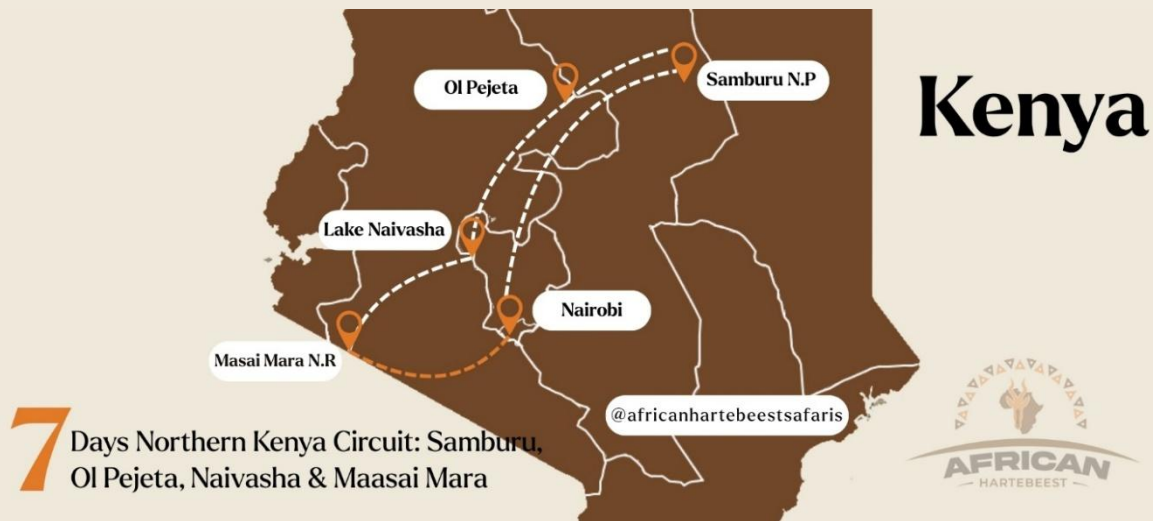 Ol Pejeta
Samburu N.P
Kenya
Lake Naivasha
Nairobi
Masai Mara N.R
@africanhartebeestsafaris
7 Days Northern Kenya Circuit: Samburu,
Ol Pejeta, Naivasha & Maasai Mara
AFRICAN
HARTEBEEST